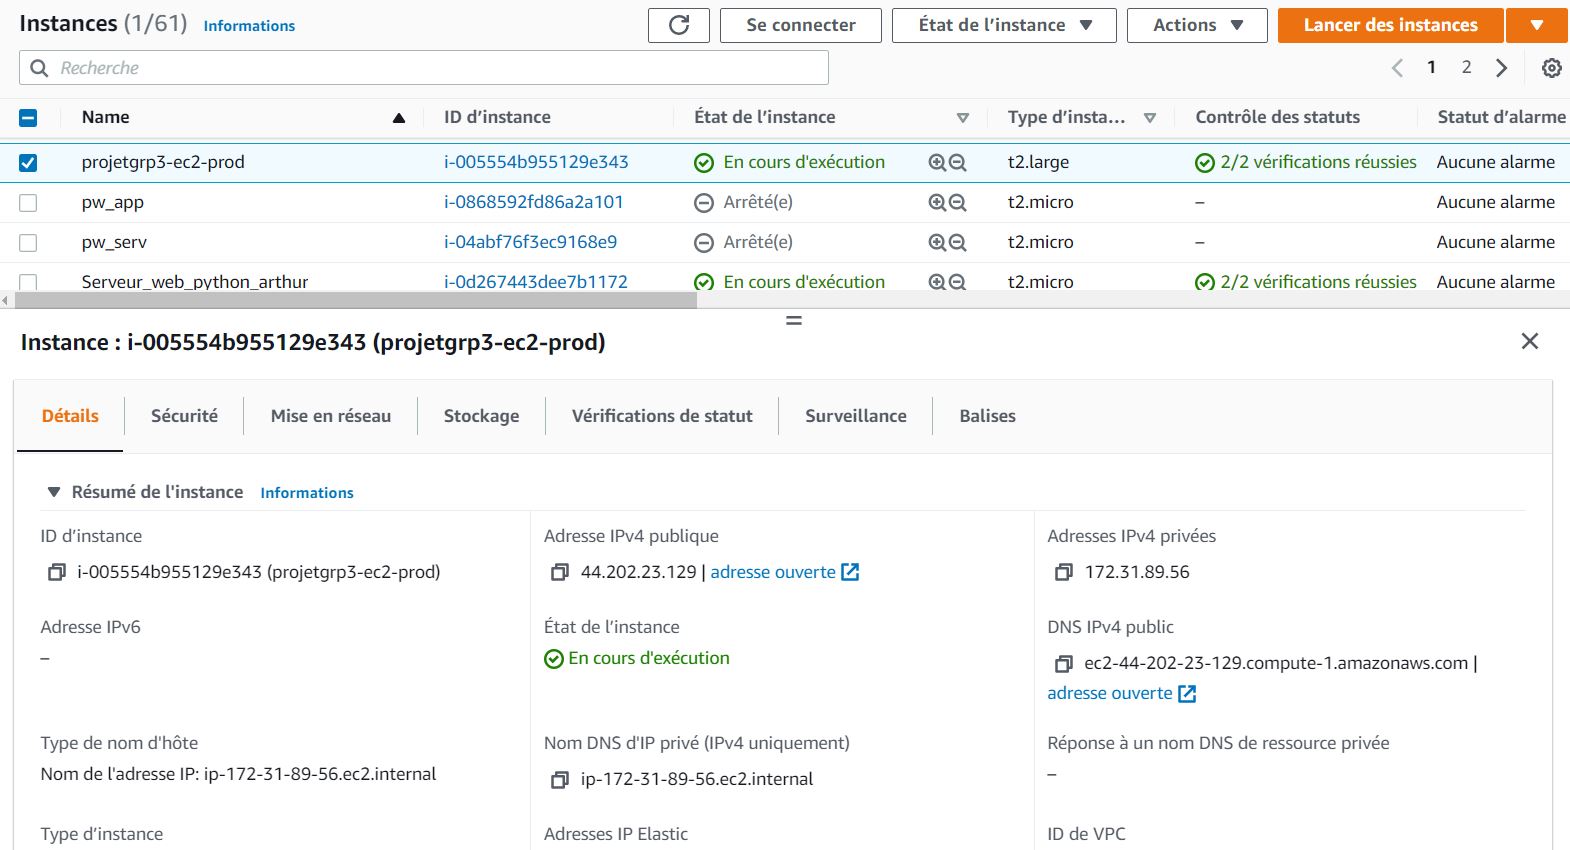 Instances (1/61) Informations Se connecter État de l'instance Actions Lancer des instances
Recherche 1 2
Name ID d'instance État de l'instance Type d'insta... Contrôle des statuts Statut d'alarme
projetgrp3-ec2-prod i-005554b955129e343 En cours d'exécution t2.large 2/2 vérifications réussies Aucune alarme
pw_app i-0868592fd86a2a101 Arrêté(e) t2.micro – Aucune alarme
pw_serv i-04abf76f3ec9168e9 Arrêté(e) t2.micro – Aucune alarme
Serveur_web_python_arthur i-0d267443dee7b1172 En cours d'exécution t2.micro 2/2 vérifications réussies Aucune alarme
Instance : i-005554b955129e343 (projetgrp3-ec2-prod)
Détails Sécurité Mise en réseau Stockage Vérifications de statut Surveillance Balises
Résumé de l'instance Informations
ID d'instance Adresse IPv4 publique Adresses IPv4 privées
i-005554b955129e343 (projetgrp3-ec2-prod) 44.202.23.129 | adresse ouverte 172.31.89.56
Adresse IPv6 État de l'instance DNS IPv4 public
– En cours d'exécution ec2-44-202-23-129.compute-1.amazonaws.com |
adresse ouverte
Type de nom d'hôte Nom DNS d'IP privé (IPv4 uniquement) Réponse à un nom DNS de ressource privée
Nom de l'adresse IP: ip-172-31-89-56.ec2.internal ip-172-31-89-56.ec2.internal –
Type d'instance Adresses IP Elastic ID de VPC